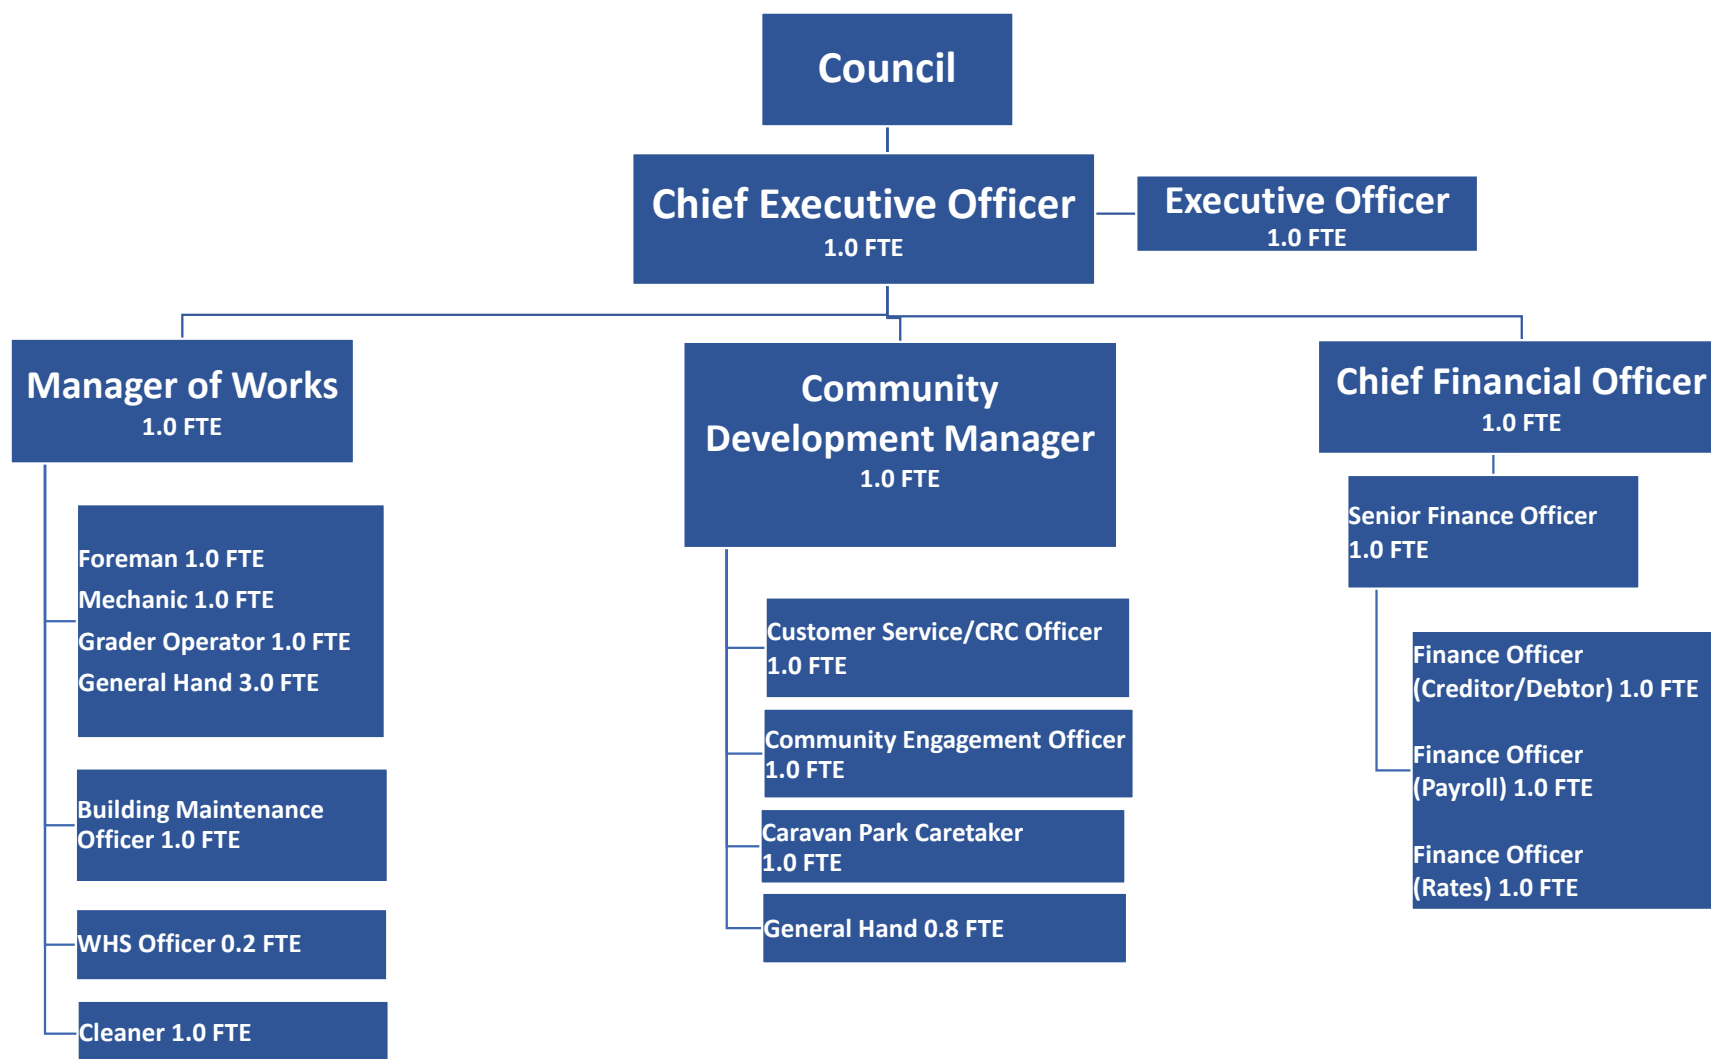 Council
Chief Executive Officer
1.0 FTE
Executive Officer
1.0 FTE
Manager of Works
1.0 FTE
Foreman 1.0 FTE
Mechanic 1.0 FTE
Grader Operator 1.0 FTE
General Hand 3.0 FTE
Building Maintenance
Officer 1.0 FTE
WHS Officer 0.2 FTE
Cleaner 1.0 FTE
Community
Development Manager
1.0 FTE
Customer Service/CRC Officer
1.0 FTE
Community Engagement Officer
1.0 FTE
Caravan Park Caretaker
1.0 FTE
General Hand 0.8 FTE
Chief Financial Officer
1.0 FTE
Senior Finance Officer
1.0 FTE
Finance Officer
(Creditor/Debtor) 1.0 FTE
Finance Officer
(Payroll) 1.0 FTE
Finance Officer
(Rates) 1.0 FTE